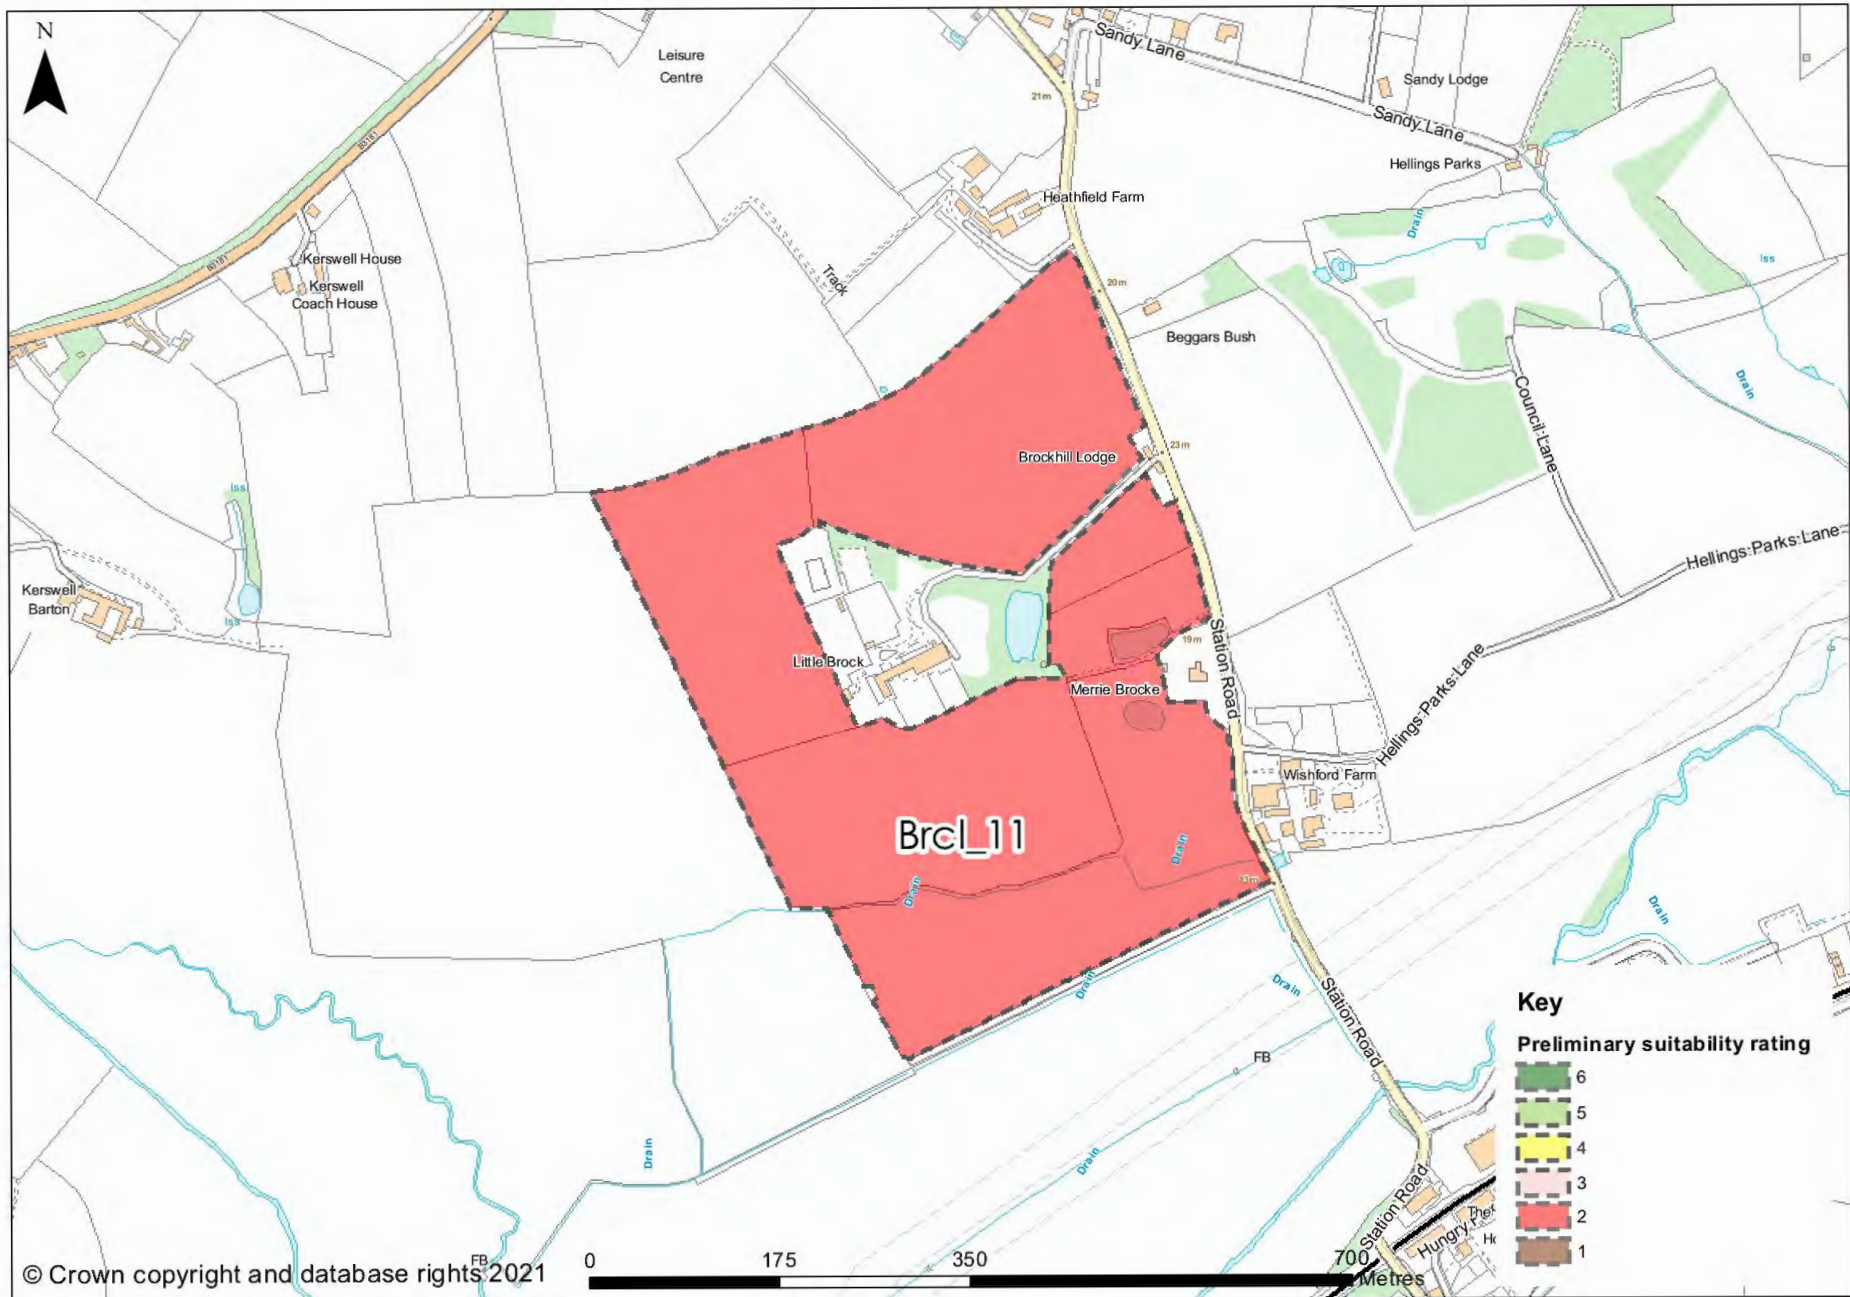 N
Leisure
Centre
Sandy Lane
Sandy Lodge
21m
B3181
Sandy Lane
Hellings Parks
Heathfield Farm
Drain
Kerswell House
Iss
B3181
Kerswell
Coach House
Track
20m
Beggars Bush
Drain
Council Lane
23m
Brockhill Lodge
Iss
Hellings Parks Lane
Kerswell
Barton
Iss
19m
Station Road
Little Brock
Merrie Brocke
Hellings Parks Lane
Wishford Farm
Brcl_11
Drain
Drain
13m
Drain
Drain
Drain
Station Road
FB
Drain
Drain
Key
Preliminary suitability rating
6
5
4
3
2
1
Station Road
Hungry
FB
© Crown copyright and database rights 2021
0 175 350 700
Metres